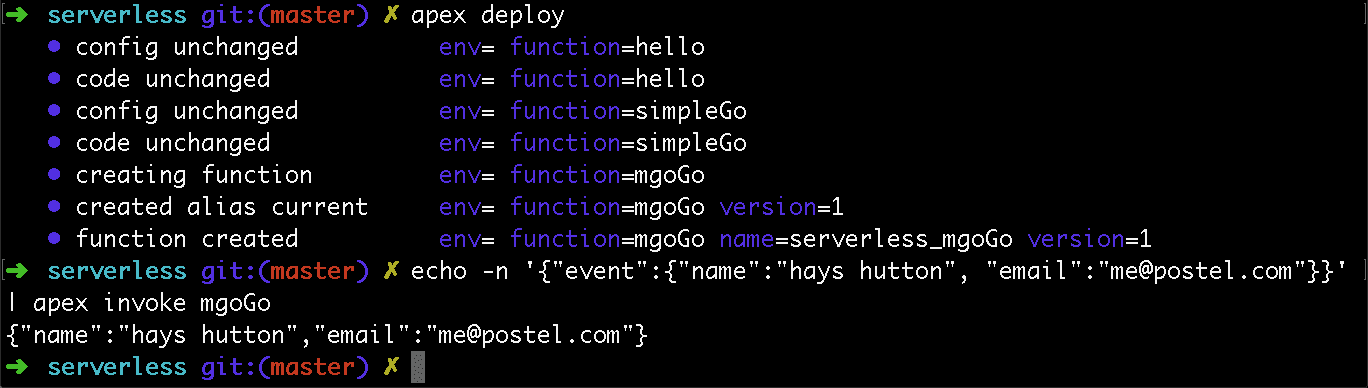 ➜ serverless git:(master) ✗ apex deploy
• config unchanged env= function=hello
• code unchanged env= function=hello
• config unchanged env= function=simpleGo
• code unchanged env= function=simpleGo
• creating function env= function=mgoGo
• created alias current env= function=mgoGo version=1
• function created env= function=mgoGo name=serverless_mgoGo version=1
➜ serverless git:(master) ✗ echo -n '{"event":{"name":"hays hutton", "email":"me@postel.com"}}'
| apex invoke mgoGo
{"name":"hays hutton","email":"me@postel.com"}
➜ serverless git:(master) ✗